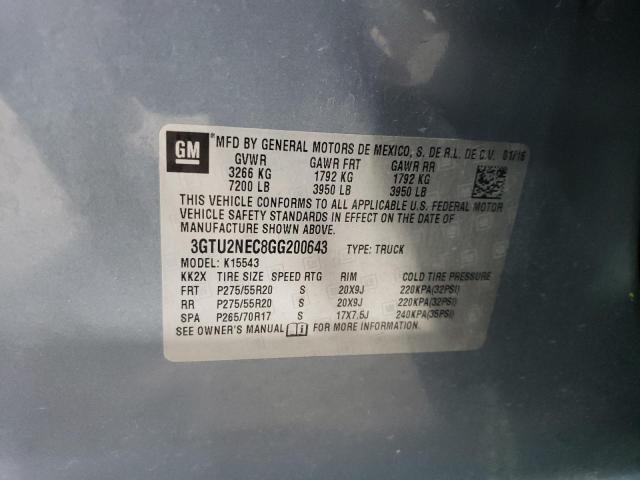 GM
MFD BY GENERAL MOTORS DE MEXICO, S. DE R.L. DE C.V. 01/16
GVWR GAWR FRT GAWR RR
3266 KG 1792 KG 1792 KG
7200 LB 3950 LB 3950 LB
THIS VEHICLE CONFORMS TO ALL APPLICABLE U.S. FEDERAL MOTOR
VEHICLE SAFETY STANDARDS IN EFFECT ON THE DATE OF
MANUFACTURE SHOWN ABOVE.
3GTU2NEC8GG200643 TYPE: TRUCK
MODEL: K15543
KK2X TIRE SIZE SPEED RTG RIM COLD TIRE PRESSURE
FRT P275/55R20 S 20X9J 220KPA(32PSI)
RR P275/55R20 S 20X9J 220KPA(32PSI)
SPA P265/70R17 S 17X7.5J 240KPA(35PSI)
SEE OWNER'S MANUAL FOR MORE INFORMATION.